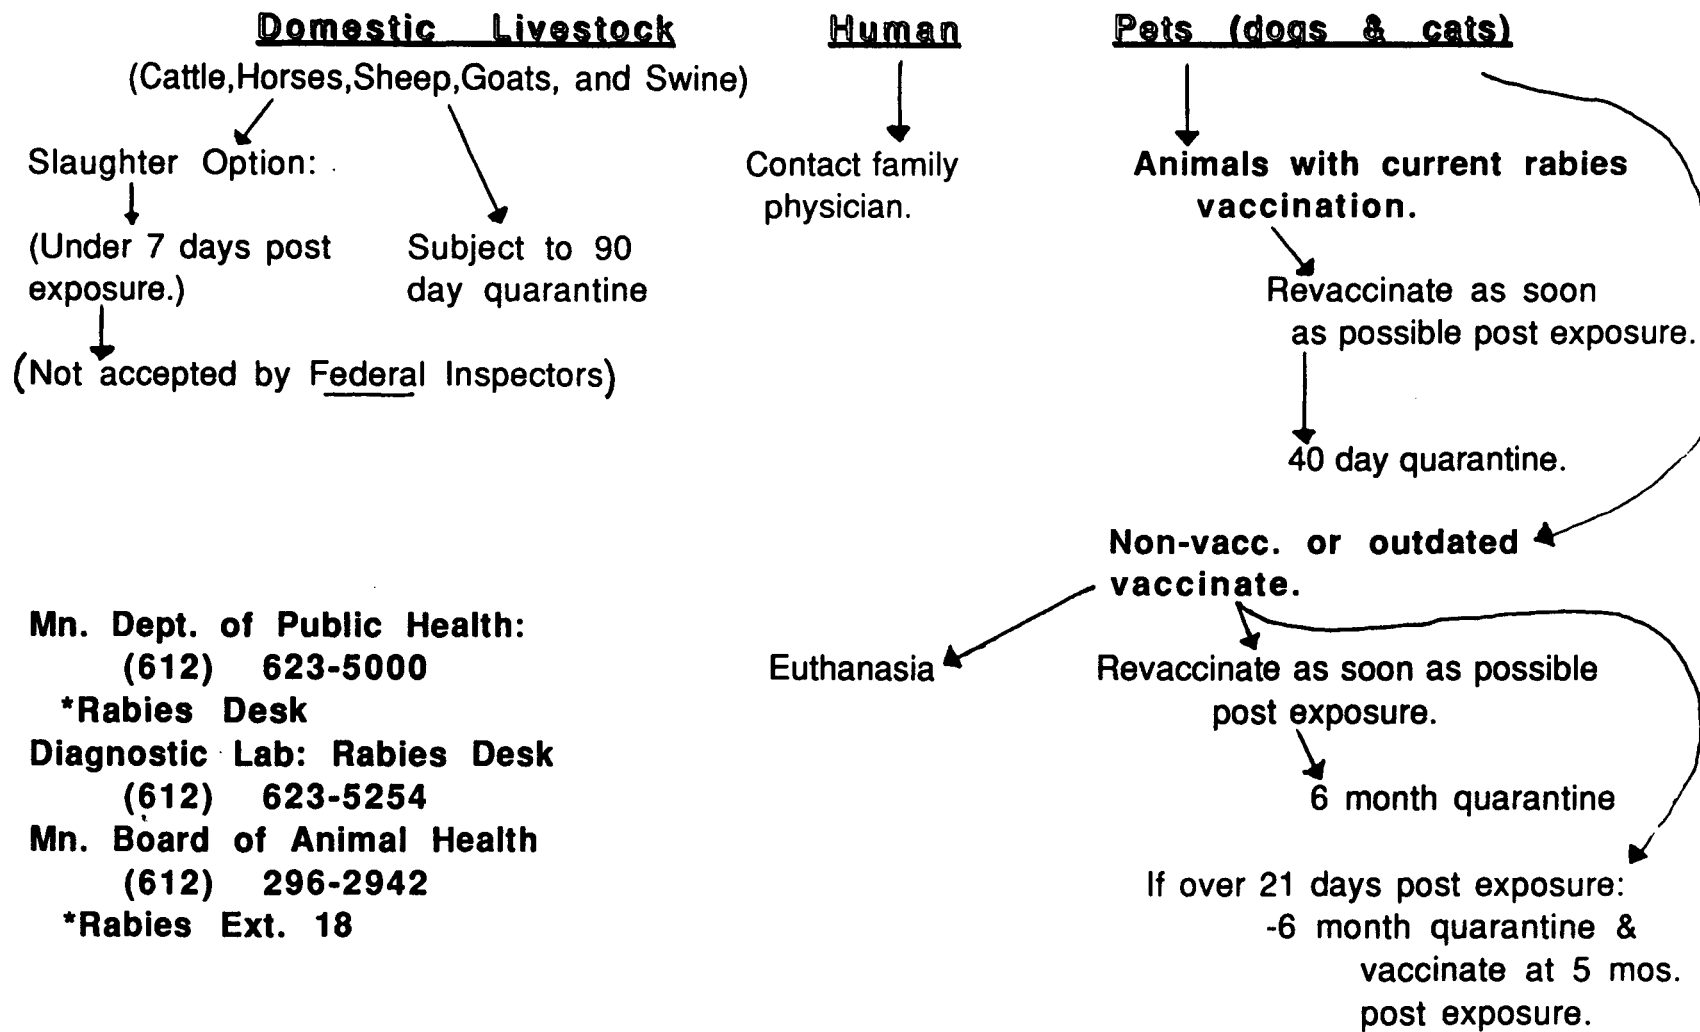 Domestic Livestock
(Cattle,Horses,Sheep,Goats, and Swine)
Slaughter Option:
(Under 7 days post
exposure.)
(Not accepted by Federal Inspectors)
Subject to 90
day quarantine
Human
Contact family
physician.
Pets (dogs & cats)
Animals with current rabies
vaccination.
Revaccinate as soon
as possible post exposure.
40 day quarantine.
Non-vacc. or outdated
vaccinate.
Euthanasia
Revaccinate as soon as possible
post exposure.
6 month quarantine
If over 21 days post exposure:
-6 month quarantine &
vaccinate at 5 mos.
post exposure.
Mn. Dept. of Public Health:
(612) 623-5000
*Rabies Desk
Diagnostic Lab: Rabies Desk
(612) 623-5254
Mn. Board of Animal Health
(612) 296-2942
*Rabies Ext. 18